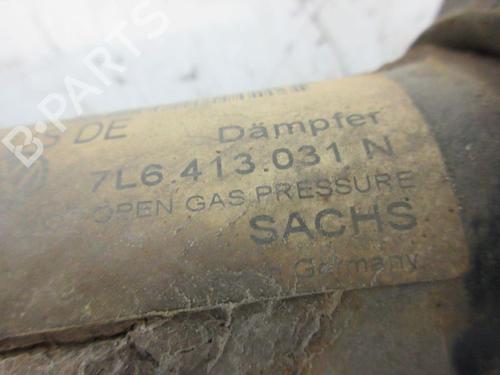 S DE Dämpfer
7L6.413.031 N
OPEN GAS PRESSURE
SACHS
Germany
B-PARTS